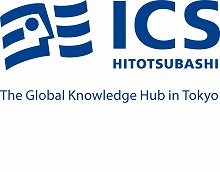 ICS
HITOTSUBASHI
The Global Knowledge Hub in Tokyo